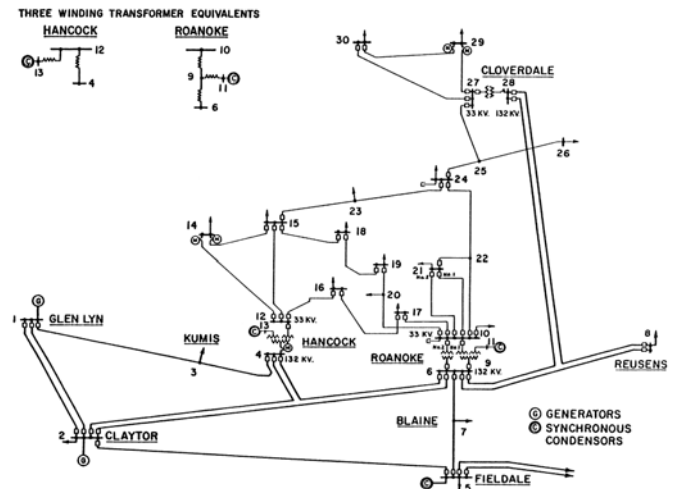 THREE WINDING TRANSFORMER EQUIVALENTS
HANCOCK
ROANOKE
12
C
13
4
10
9
C
11
6
30
29
CLOVERDALE
27
28
33 KV.
132 KV.
26
25
24
23
15
14
18
22
19
21
16
20
17
12
33 KV.
13
C
HANCOCK
4
132 KV.
33 KV.
10
ROANOKE
11
C
6
9
132 KV.
8
REUSENS
G
1
GLEN LYN
KUMIS
3
BLAINE
7
G GENERATORS
C SYNCHRONOUS
CONDENSORS
2
CLAYTOR
G
C
5
FIELDALE